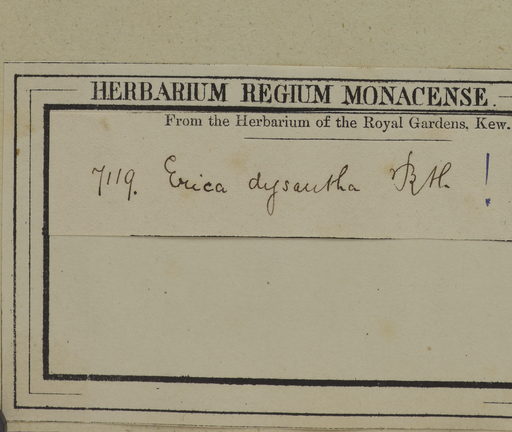 HERBARIUM REGIUM MONACENSE.
From the Herbarium of the Royal Gardens, Kew.
7119. Erica dysantha Bth. !